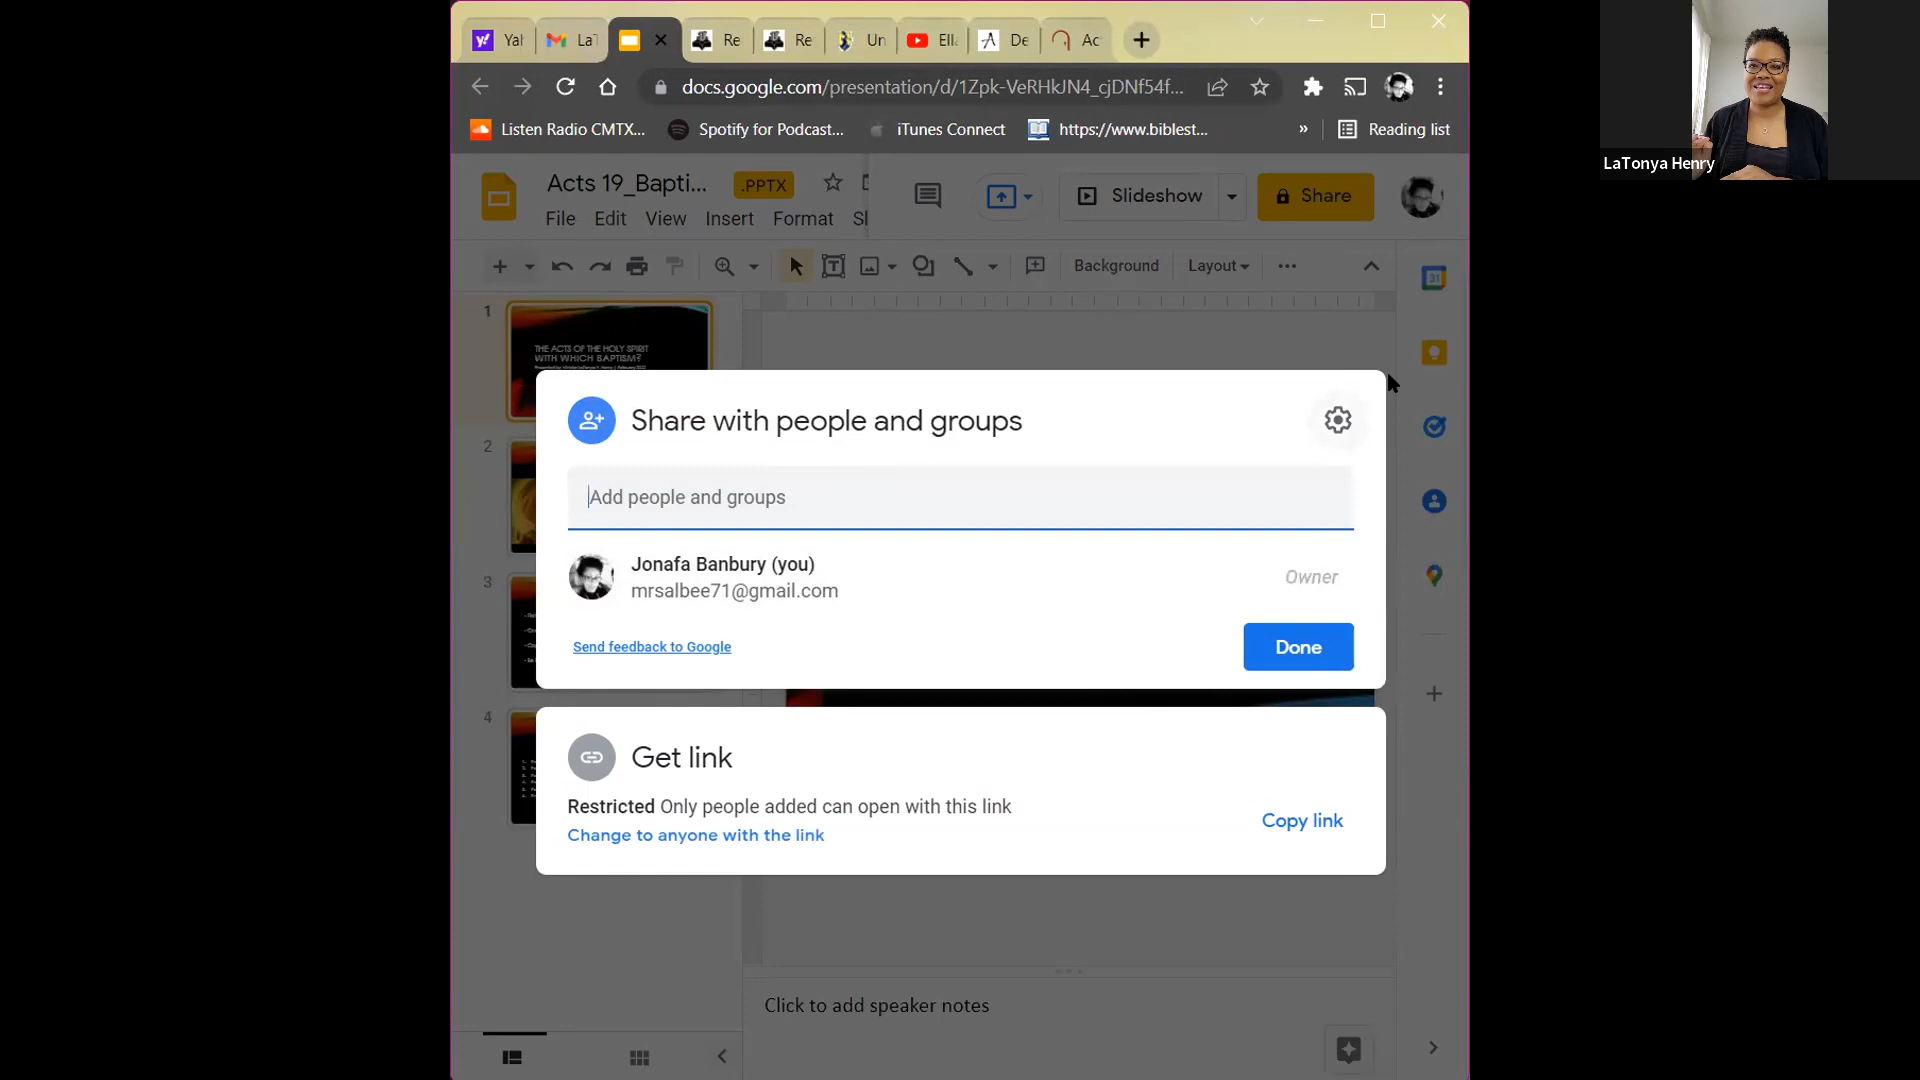 Yal
LaT
Re
Re
Un
Ella
De
Ac
docs.google.com/presentation/d/1Zpk-VeRHkJN4_cjDNf54f...
Listen Radio CMTX...
Spotify for Podcast...
iTunes Connect
https://www.biblest...
»
Reading list
Acts 19_Bapti...
.PPTX
Slideshow
Share
File Edit View Insert Format Sl
Background
Layout
1
THE ACTS OF THE HOLY SPIRIT
WITH WHICH BAPTISM?
Share with people and groups
Add people and groups
2
Jonafa Banbury (you)
mrsalbee71@gmail.com
Owner
3
Send feedback to Google
Done
4
Get link
Restricted Only people added can open with this link
Change to anyone with the link
Copy link
Click to add speaker notes
31
LaTonya Henry